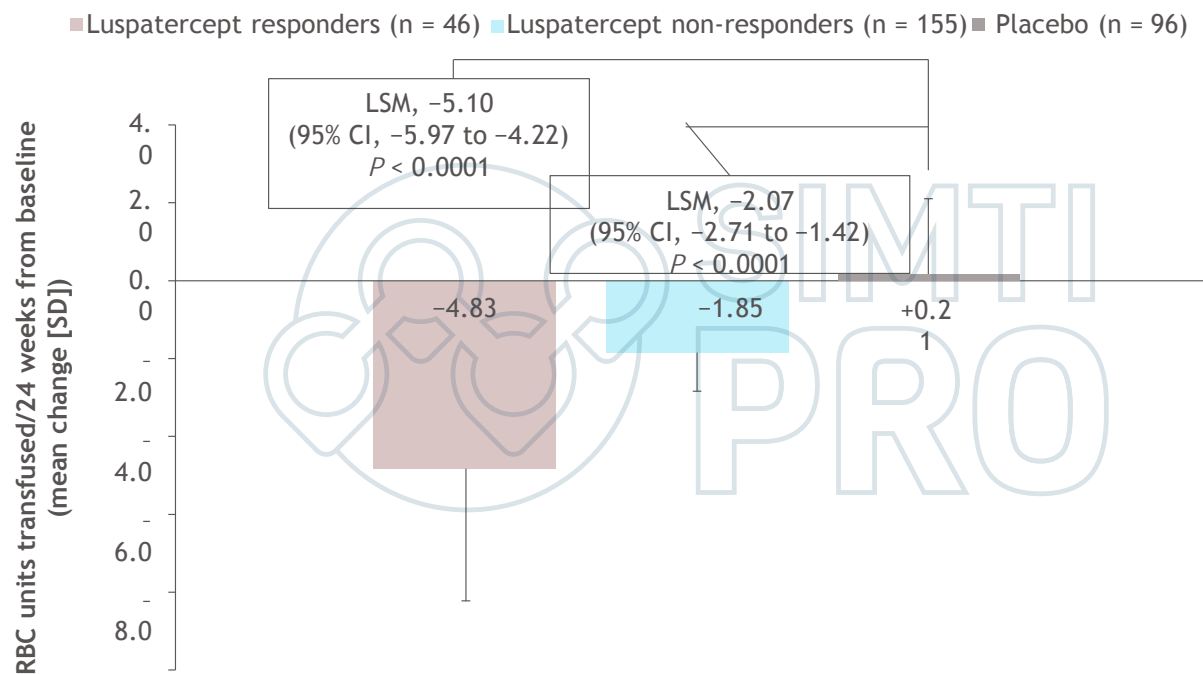 Luspatercept responders (n = 46) Luspatercept non-responders (n = 155) Placebo (n = 96)
LSM, −5.10
(95% CI, −5.97 to −4.22)
P < 0.0001
LSM, −2.07
(95% CI, −2.71 to −1.42)
P < 0.0001
RBC units transfused/24 weeks from baseline
(mean change [SD])
4.
0
2.
0
0.
0
–
2.0
–
4.0
–
6.0
–
8.0
−4.83
−1.85
+0.2
1
SIMTI
PRO